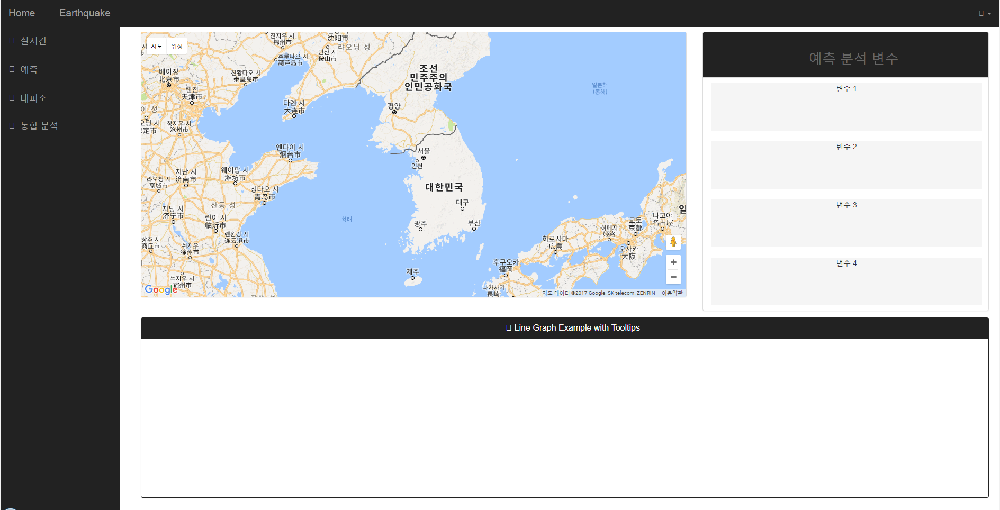 Home
Earthquake
실시간
예측
대피소
통합 분석
지도
위성
진저우 시
锦州市
沈阳市
랴오닝 성
안산 시
鞍山市
후루다오 시
葫芦岛市
베이징
北京市
친황다오 시
秦皇岛市
톈진
天津市
다롄 시
大连市
조선
민주주의
인민공화국
평양
일본해
(동해)
창저우 시
沧州市
옌타이 시
烟台市
서울
인천
지난 시
济南市
웨이팡 시
潍坊市
랴오청 시
聊城市
칭다오 시
青岛市
대한민국
대구
산둥 성
지닝 시
济宁市
린이 시
临沂市
황해
광주
부산
롄윈강 시
连云港市
상추 시
商丘市
쉬저우
徐州市
쑤저우 시
宿州市
제주
교토
京都
나고야
名古屋
히메지
姫路
히로시마
広島
오사카
大阪
후쿠오카
福岡
나가사키
長崎
Google
지도 데이터 ©2017 Google, SK telecom, ZENRIN
이용약관
예측 분석 변수
변수 1
변수 2
변수 3
변수 4
Line Graph Example with Tooltips